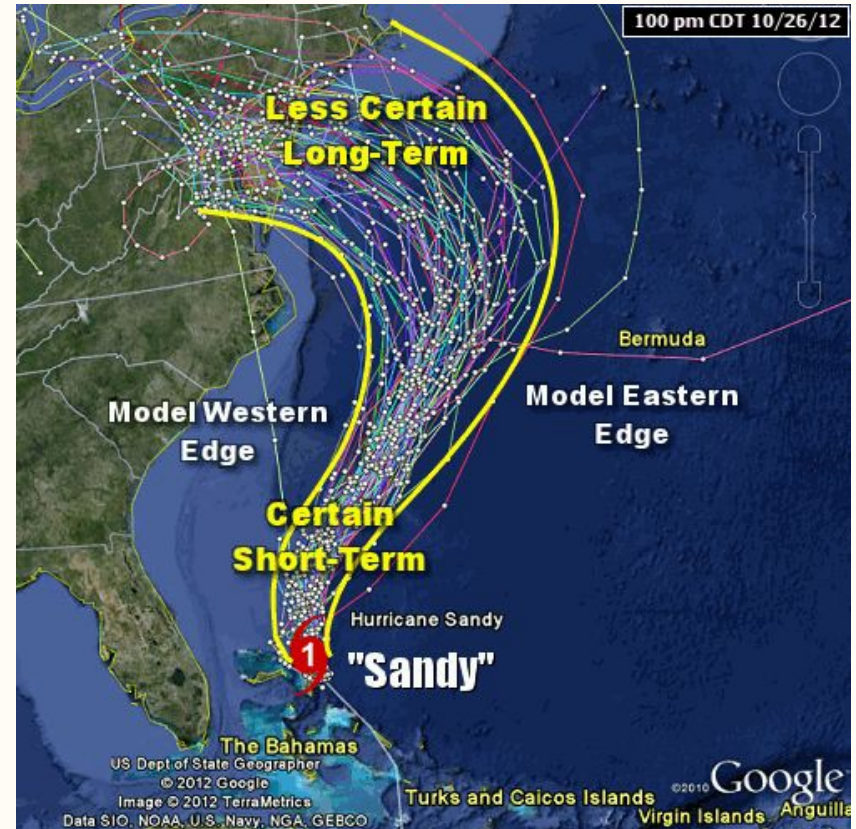 100 pm CDT 10/26/12
Less Certain
Long-Term
Bermuda
Model Western
Edge
Model Eastern
Edge
Certain
Short-Term
Hurricane Sandy
1
"Sandy"
The Bahamas
US Dept of State Geographer
© 2012 Google
Image © 2012 TerraMetrics
Data SIO, NOAA, U.S. Navy, NGA, GEBCO
Turks and Caicos Islands
©2010 Google
Virgin Islands
Anguilla